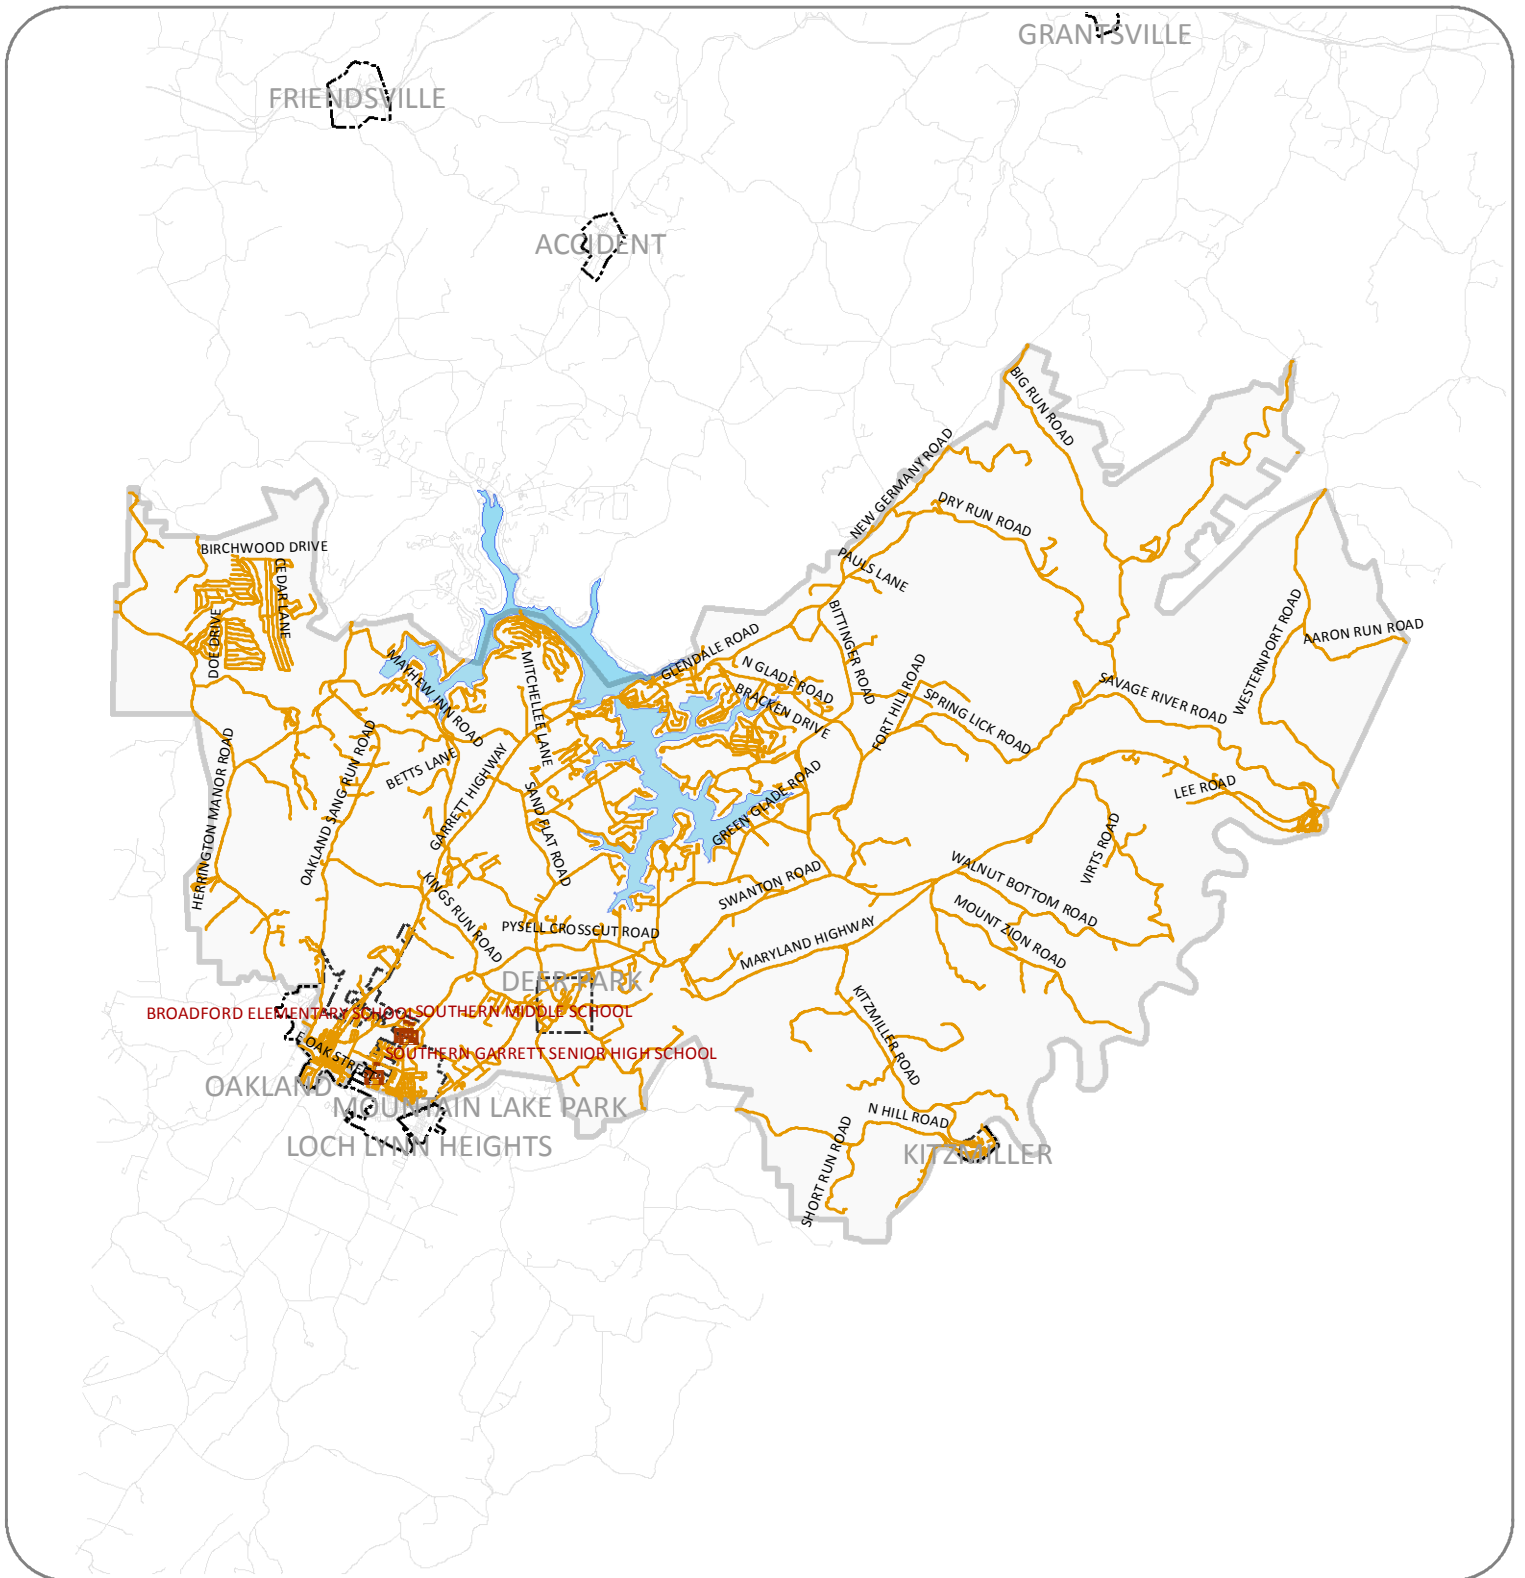 GRANTSVILLE
FRIENDSVILLE
ACCIDENT
BIG RUN ROAD
NEW GERMANY ROAD
DRY RUN ROAD
BIRCHWOOD DRIVE
CEDAR LANE
DOE DRIVE
PAULS LANE
BITTINGER ROAD
WESTERNPORT ROAD
AARON RUN ROAD
GLENDALE ROAD
MAYHEW INN ROAD
MITCHELLEE LANE
N GLADE ROAD
BRACKEN DRIVE
FORT HILL ROAD
SPRING LICK ROAD
SAVAGE RIVER ROAD
HERRINGTON MANOR ROAD
OAKLAND SANG RUN ROAD
BETTS LANE
GARRETT HIGHWAY
SAND FLAT ROAD
GREEN GLADE ROAD
LEE ROAD
VIRTS ROAD
KINGS RUN ROAD
SWANTON ROAD
WALNUT BOTTOM ROAD
PYSELL CROSSCUT ROAD
MARYLAND HIGHWAY
MOUNT ZION ROAD
DEER PARK
BROADFORD ELEMENTARY SCHOOL
SOUTHERN MIDDLE SCHOOL
KITZMILLER ROAD
E OAK STREET
SOUTHERN GARRETT SENIOR HIGH SCHOOL
OAKLAND
MOUNTAIN LAKE PARK
N HILL ROAD
LOCH LYNN HEIGHTS
KITZMILLER
SHORT RUN ROAD